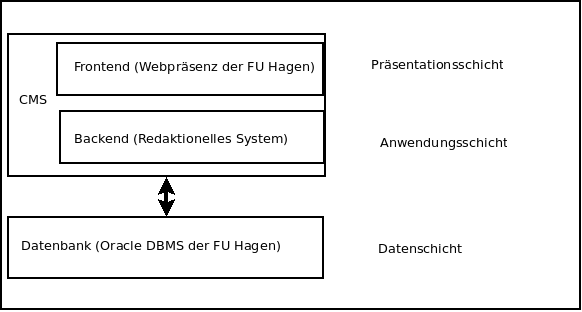 Frontend (Webpräsenz der FU Hagen)
Präsentationsschicht
CMS
Backend (Redaktionelles System)
Anwendungsschicht
Datenbank (Oracle DBMS der FU Hagen)
Datenschicht